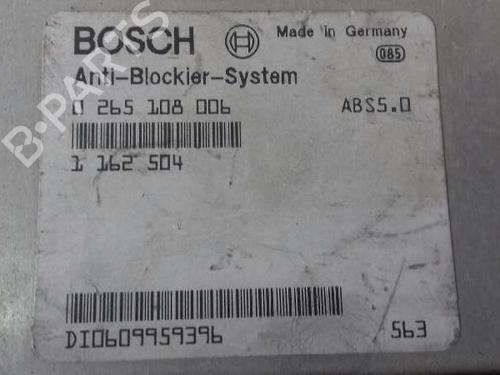 BOSCH Made in Germany
085
Anti-Blockier-System
0 265 108 006 ABS5.0
1 162 504
DI0609959396 563
B-PARTS